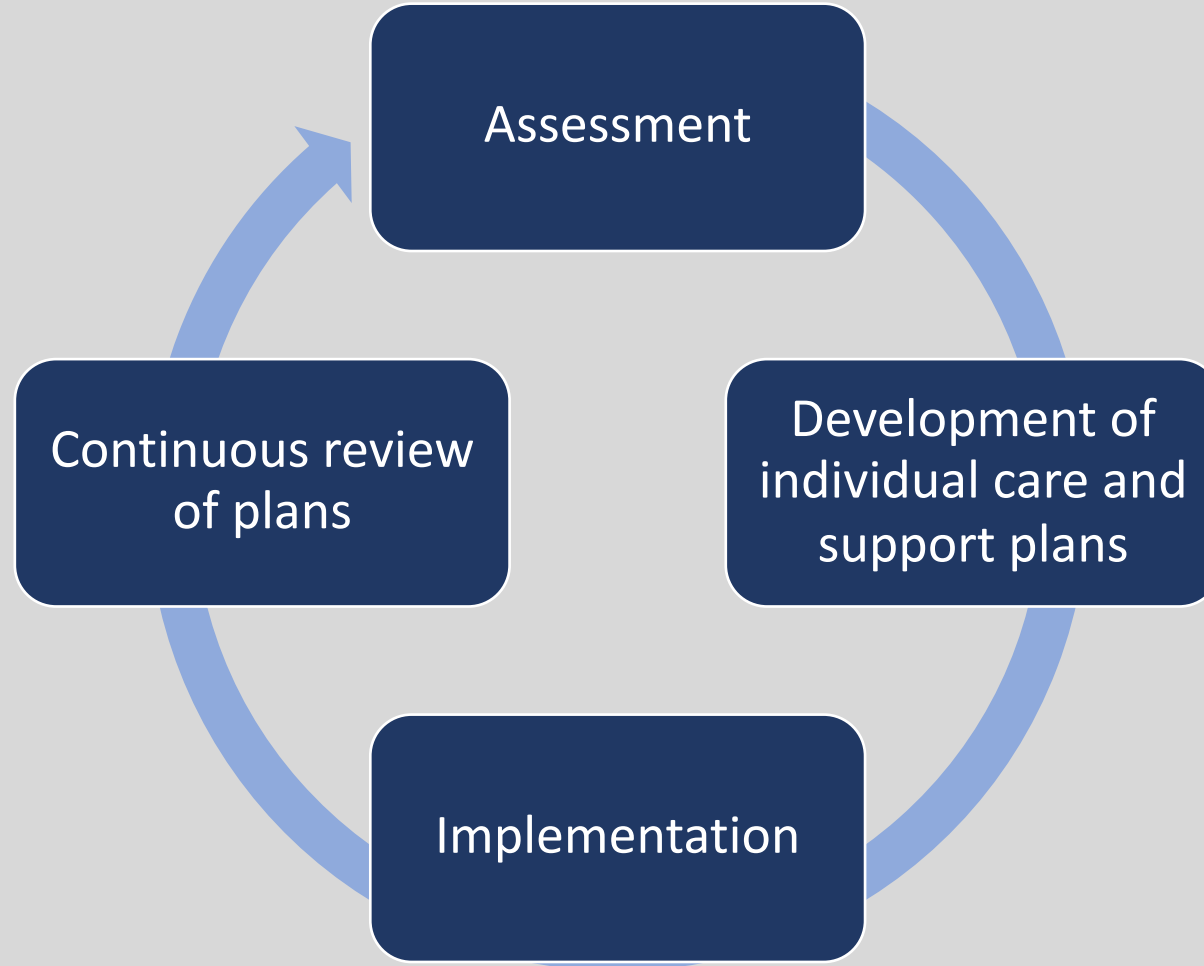 Assessment
Development of
individual care and
support plans
Implementation
Continuous review
of plans